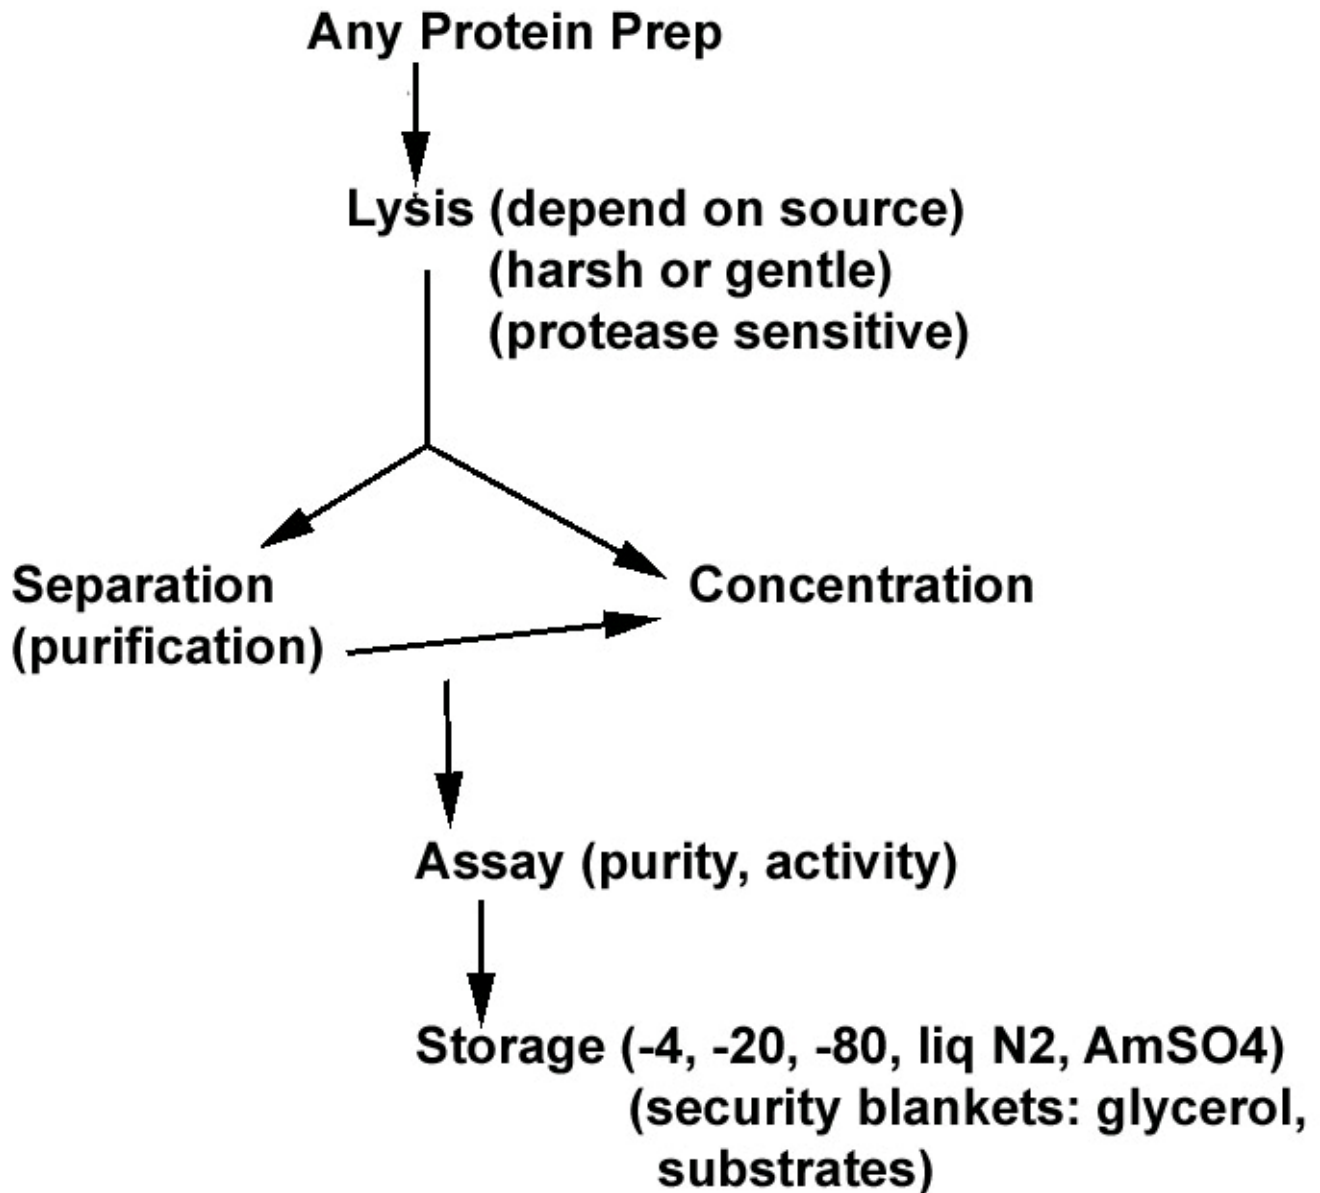 Any Protein Prep
Lysis (depend on source)
(harsh or gentle)
(protease sensitive)
Separation
(purification)
Concentration
Assay (purity, activity)
Storage (-4, -20, -80, liq N2, AmSO4)
(security blankets: glycerol,
substrates)